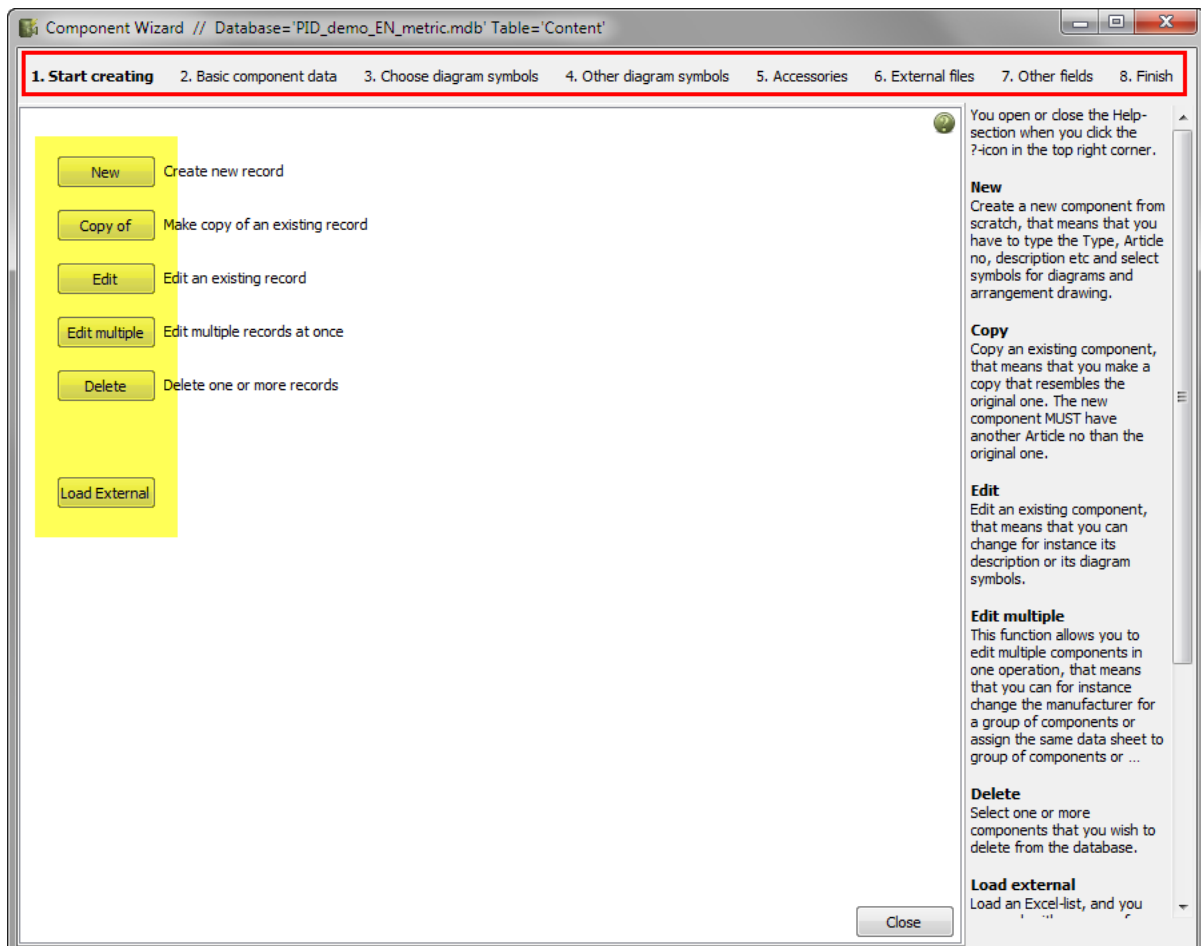 Component Wizard // Database='PID_demo_EN_metric.mdb' Table='Content'
1. Start creating 2. Basic component data 3. Choose diagram symbols 4. Other diagram symbols 5. Accessories 6. External files 7. Other fields 8. Finish
New Create new record
Copy of Make copy of an existing record
Edit Edit an existing record
Edit multiple Edit multiple records at once
Delete Delete one or more records
Load External
?
You open or close the Help-
section when you click the
?-icon in the top right corner.
New
Create a new component from
scratch, that means that you
have to type the Type, Article
no, description etc and select
symbols for diagrams and
arrangement drawing.
Copy
Copy an existing component,
that means that you make a
copy that resembles the
original one. The new
component MUST have
another Article no than the
original one.
Edit
Edit an existing component,
that means that you can
change for instance its
description or its diagram
symbols.
Edit multiple
This function allows you to
edit multiple components in
one operation, that means
that you can for instance
change the manufacturer for
a group of components or
assign the same data sheet to
group of components or ...
Delete
Select one or more
components that you wish to
delete from the database.
Load external
Load an Excel-list, and you
Close